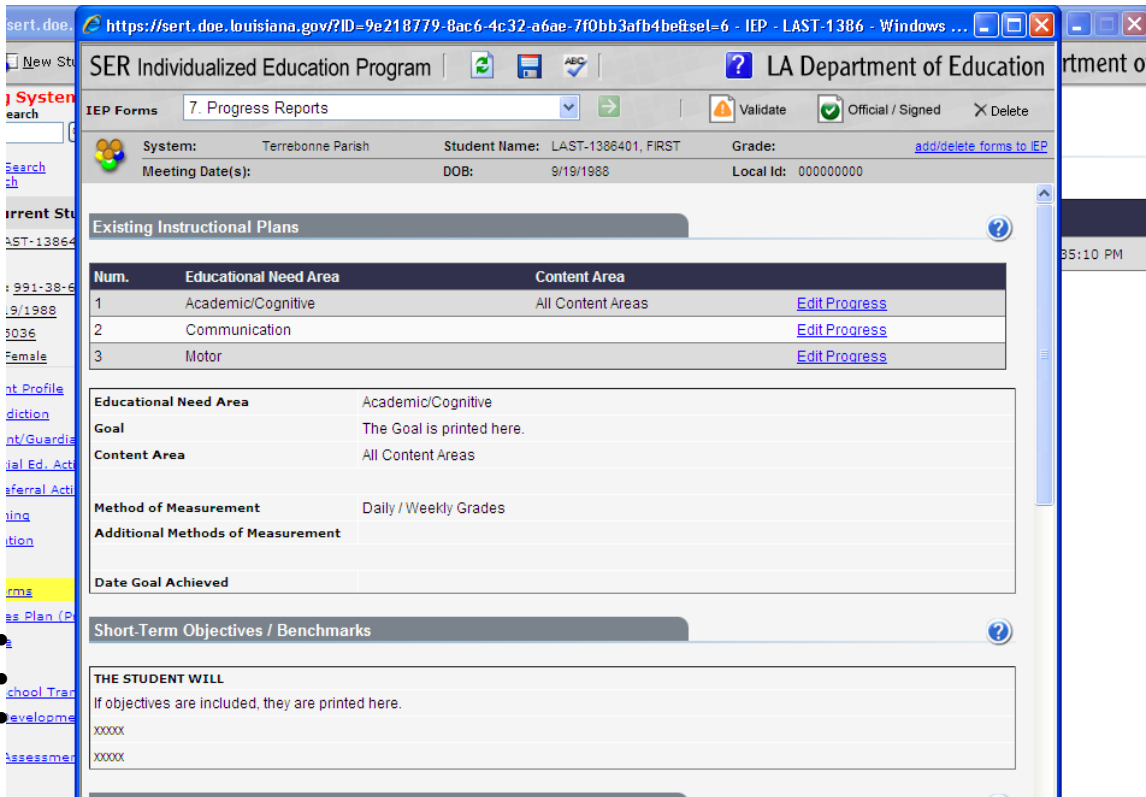 https://sert.doe.louisiana.gov/?ID=9e218779-8ac6-4c32-a6ae-7f0bb3afb4be&sel=6 - IEP - LAST-1386 - Windows ...
sert.doe.
New Stu
SER Individualized Education Program
ABC
? LA Department of Education
rtment o
g System
earch
IEP Forms 7. Progress Reports Validate Official / Signed Delete
System: Terrebonne Parish Student Name: LAST-1386401, FIRST Grade: add/delete forms to IEP
Meeting Date(s): DOB: 9/19/1988 Local Id: 000000000
Search
ch
urrent Stu
AST-13864
: 991-38-6
19/1988
5036
Female
nt Profile
diction
nt/Guardia
cial Ed. Acti
eferral Acti
ning
ation
rms
es Plan (P
e
chool Tran
Developme
Assessmen
35:10 PM
Existing Instructional Plans ?
Num. Educational Need Area Content Area
1 Academic/Cognitive All Content Areas Edit Progress
2 Communication Edit Progress
3 Motor Edit Progress
Educational Need Area Academic/Cognitive
Goal The Goal is printed here.
Content Area All Content Areas
Method of Measurement Daily / Weekly Grades
Additional Methods of Measurement
Date Goal Achieved
Short-Term Objectives / Benchmarks ?
THE STUDENT WILL
If objectives are included, they are printed here.
xxxxx
xxxxx